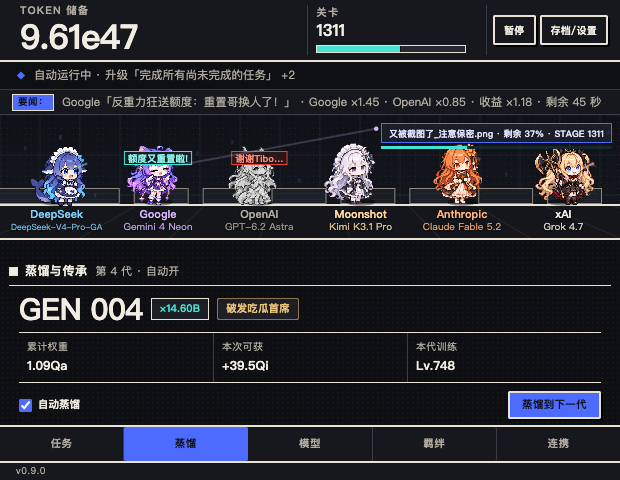 TOKEN 储备
9.61e47
关卡
1311
暂停
存档/设置
自动运行中 · 升级「完成所有尚未完成的任务」 +2
要闻:
Google「反重力狂送额度：重置哥换人了！」 · Google x1.45 · OpenAI x0.85 · 收益 x1.18 · 剩余 45 秒
又被截图了_注意保密.png · 剩余 37% · STAGE 1311
额度又重置啦!
谢谢Tibo…
DeepSeek
DeepSeek-V4-Pro-GA
Google
Gemini 4 Neon
OpenAI
GPT-6.2 Astra
Moonshot
Kimi K3.1 Pro
Anthropic
Claude Fable 5.2
xAI
Grok 4.7
蒸馏与传承
第 4 代 · 自动开
GEN 004
×14.60B
破发吃瓜首席
累计权重
1.09Qa
本次可获
+39.5Qi
本代训练
Lv.748
自动蒸馏
蒸馏到下一代
任务
蒸馏
模型
羁绊
连携
v0.9.0